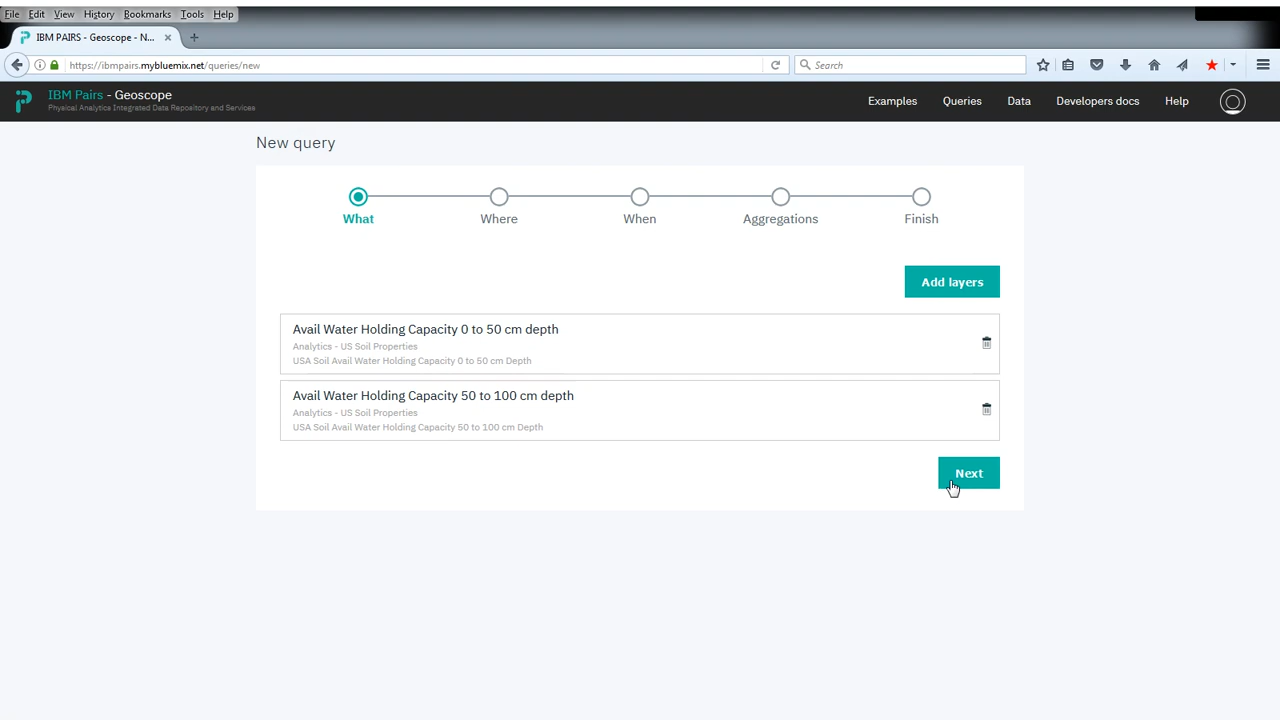 File Edit View History Bookmarks Tools Help
IBM PAIRS - Geoscope - N...
https://ibmpairs.mybluemix.net/queries/new
Search
IBM Pairs - Geoscope
Physical Analytics Integrated Data Repository and Services
Examples Queries Data Developers docs Help
New query
What Where When Aggregations Finish
Add layers
Avail Water Holding Capacity 0 to 50 cm depth
Analytics - US Soil Properties
USA Soil Avail Water Holding Capacity 0 to 50 cm Depth
Avail Water Holding Capacity 50 to 100 cm depth
Analytics - US Soil Properties
USA Soil Avail Water Holding Capacity 50 to 100 cm Depth
Next